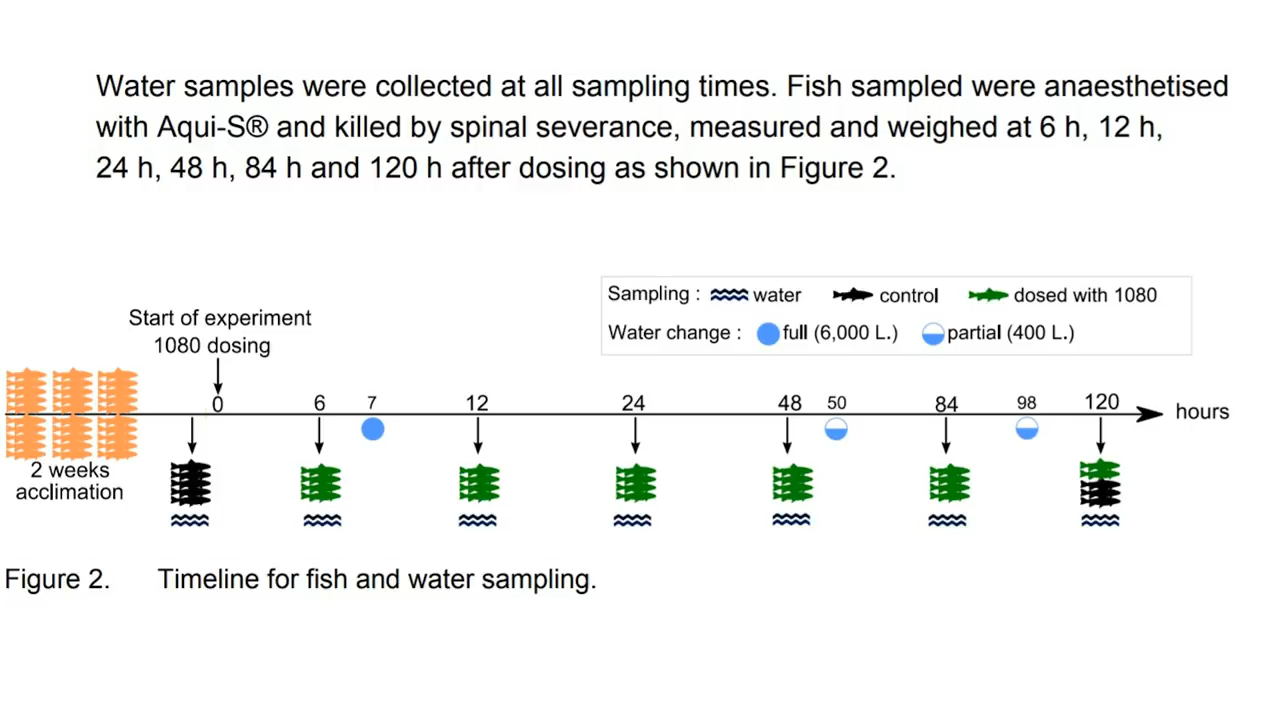 Water samples were collected at all sampling times. Fish sampled were anaesthetised
with Aqui-S® and killed by spinal severance, measured and weighed at 6 h, 12 h,
24 h, 48 h, 84 h and 120 h after dosing as shown in Figure 2.
Sampling : water control dosed with 1080
Water change : full (6,000 L.) partial (400 L.)
Start of experiment
1080 dosing
0 6 7 12 24 48 50 84 98 120 hours
2 weeks
acclimation
Figure 2. Timeline for fish and water sampling.